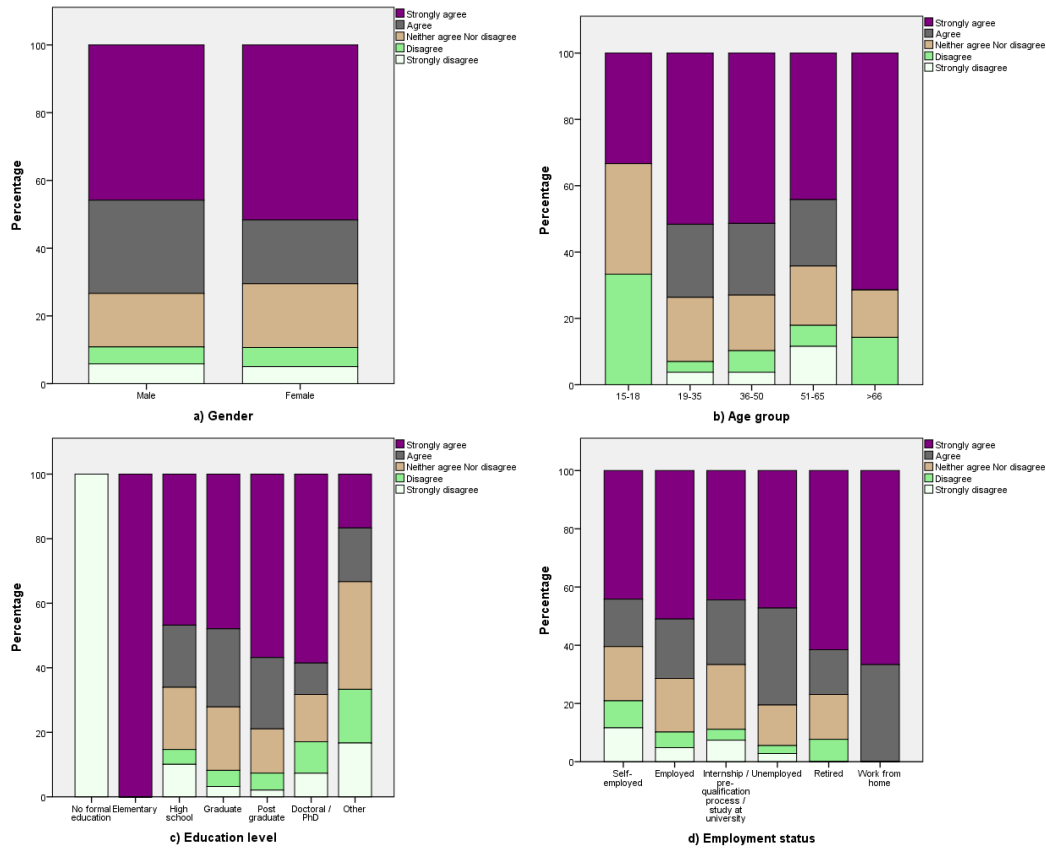 Strongly agree
Agree
Neither agree Nor disagree
Disagree
Strongly disagree
Percentage
100
80
60
40
20
0
Male
Female
a) Gender
Strongly agree
Agree
Neither agree Nor disagree
Disagree
Strongly disagree
Percentage
100
80
60
40
20
0
15-18
19-35
36-50
51-65
>66
b) Age group
Strongly agree
Agree
Neither agree Nor disagree
Disagree
Strongly disagree
Percentage
100
80
60
40
20
0
No formal
education
Elementary
High
school
Graduate
Post
graduate
Doctoral /
PhD
Other
c) Education level
Strongly agree
Agree
Neither agree Nor disagree
Disagree
Strongly disagree
Percentage
100
80
60
40
20
0
Self-
employed
Employed
Internship /
pre-
qualification
process /
study at
university
Unemployed
Retired
Work from
home
d) Employment status